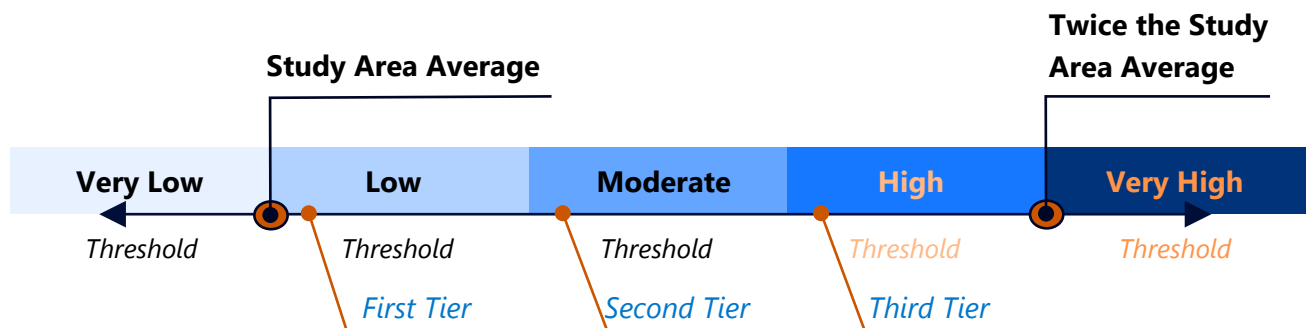 Twice the Study
Area Average
Study Area Average
Very Low
Low
Moderate
High
Very High
Threshold
Threshold
Threshold
Threshold
Threshold
First Tier
Second Tier
Third Tier